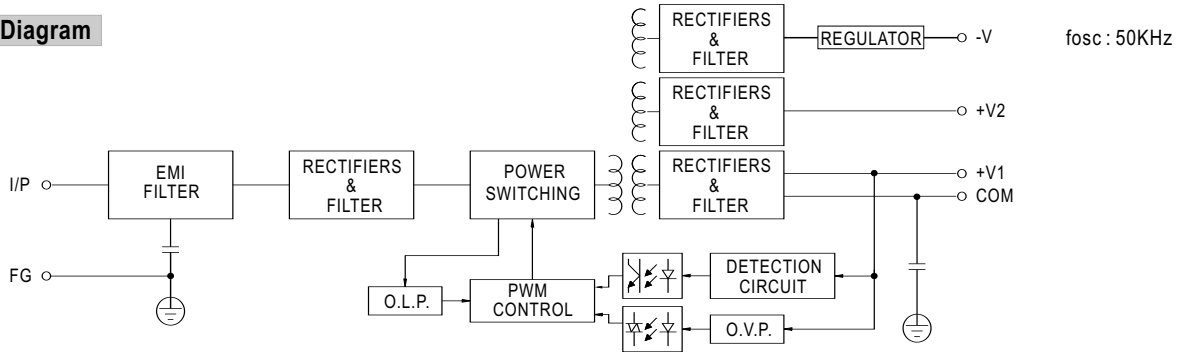 Diagram
RECTIFIERS
&
FILTER
REGULATOR
-V
fosc : 50KHz
RECTIFIERS
&
FILTER
+V2
I/P
EMI
FILTER
RECTIFIERS
&
FILTER
POWER
SWITCHING
RECTIFIERS
&
FILTER
+V1
COM
FG
O.L.P.
PWM
CONTROL
DETECTION
CIRCUIT
O.V.P.